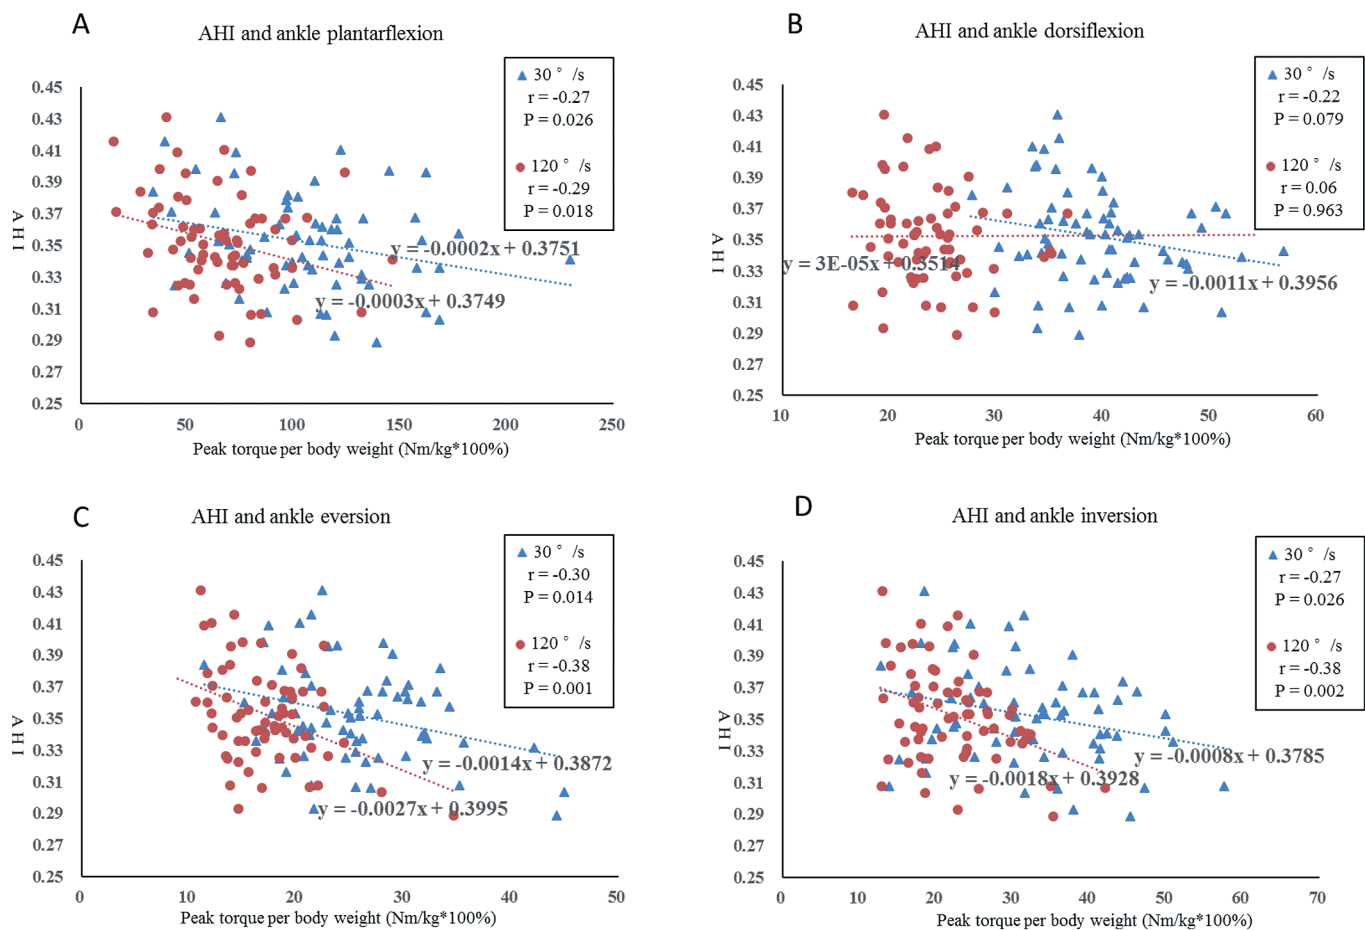 A
AHI and ankle plantarflexion
30 ° /s
r = -0.27
P = 0.026
120 ° /s
r = -0.29
P = 0.018
0.45
0.43
0.41
0.39
0.37
0.35
0.33
0.31
0.29
0.27
0.25
AHI
y = -0.0002x + 0.3751
y = -0.0003x + 0.3749
0
50
100
150
200
250
Peak torque per body weight (Nm/kg*100%)
B
AHI and ankle dorsiflexion
30 ° /s
r = -0.22
P = 0.079
120 ° /s
r = 0.06
P = 0.963
0.45
0.43
0.41
0.39
0.37
0.35
0.33
0.31
0.29
0.27
0.25
AHI
y = 3E-05x + 0.3514
y = -0.0011x + 0.3956
10
20
30
40
50
60
Peak torque per body weight (Nm/kg*100%)
C
AHI and ankle eversion
30 ° /s
r = -0.30
P = 0.014
120 ° /s
r = -0.38
P = 0.001
0.45
0.43
0.41
0.39
0.37
0.35
0.33
0.31
0.29
0.27
0.25
AHI
y = -0.0014x + 0.3872
y = -0.0027x + 0.3995
0
10
20
30
40
50
Peak torque per body weight (Nm/kg*100%)
D
AHI and ankle inversion
30 ° /s
r = -0.27
P = 0.026
120 ° /s
r = -0.38
P = 0.002
0.45
0.43
0.41
0.39
0.37
0.35
0.33
0.31
0.29
0.27
0.25
AHI
y = -0.0008x + 0.3785
y = -0.0018x + 0.3928
0
10
20
30
40
50
60
70
Peak torque per body weight (Nm/kg*100%)